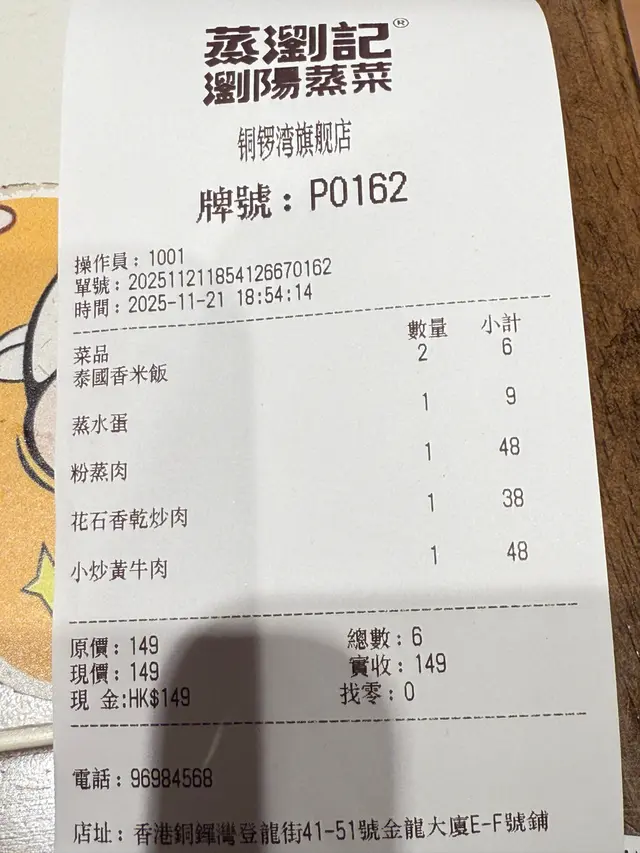 蒸瀏記®
瀏陽蒸菜
铜锣湾旗舰店
牌號：P0162
操作員：1001
單號：202511211854126670162
時間：2025-11-21 18:54:14
菜品 數量 小計
泰國香米飯 2 6
蒸水蛋 1 9
粉蒸肉 1 48
花石香乾炒肉 1 38
小炒黃牛肉 1 48
原價：149 總數：6
現價：149 實收：149
現 金:HK$149 找零：0
電話：96984568
店址：香港銅鑼灣登龍街41-51號金龍大廈E-F號鋪